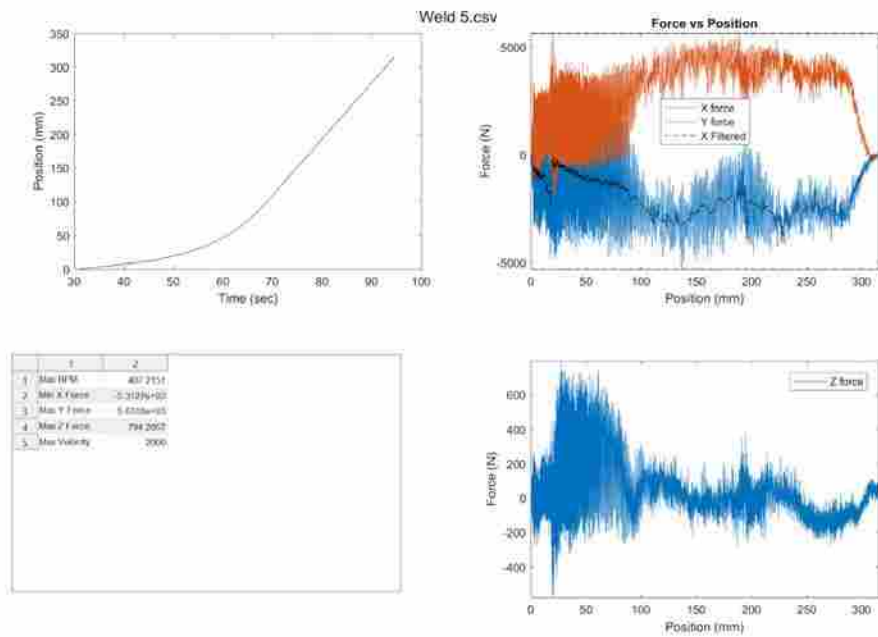 Weld 5.csv
350
300
250
200
150
100
50
0
Position (mm)
30 40 50 60 70 80 90 100
Time (sec)
Force vs Position
5000
0
-5000
Force (N)
X force
Y force
X Filtered
0 50 100 150 200 250 300
Position (mm)
1 2
1 Max RPM
2 Min X Force
3 Max Y Force
4 Max Z Force
5 Max Velocity 2000
600
400
200
0
-200
-400
Force (N)
Z force
0 50 100 150 200 250 300
Position (mm)